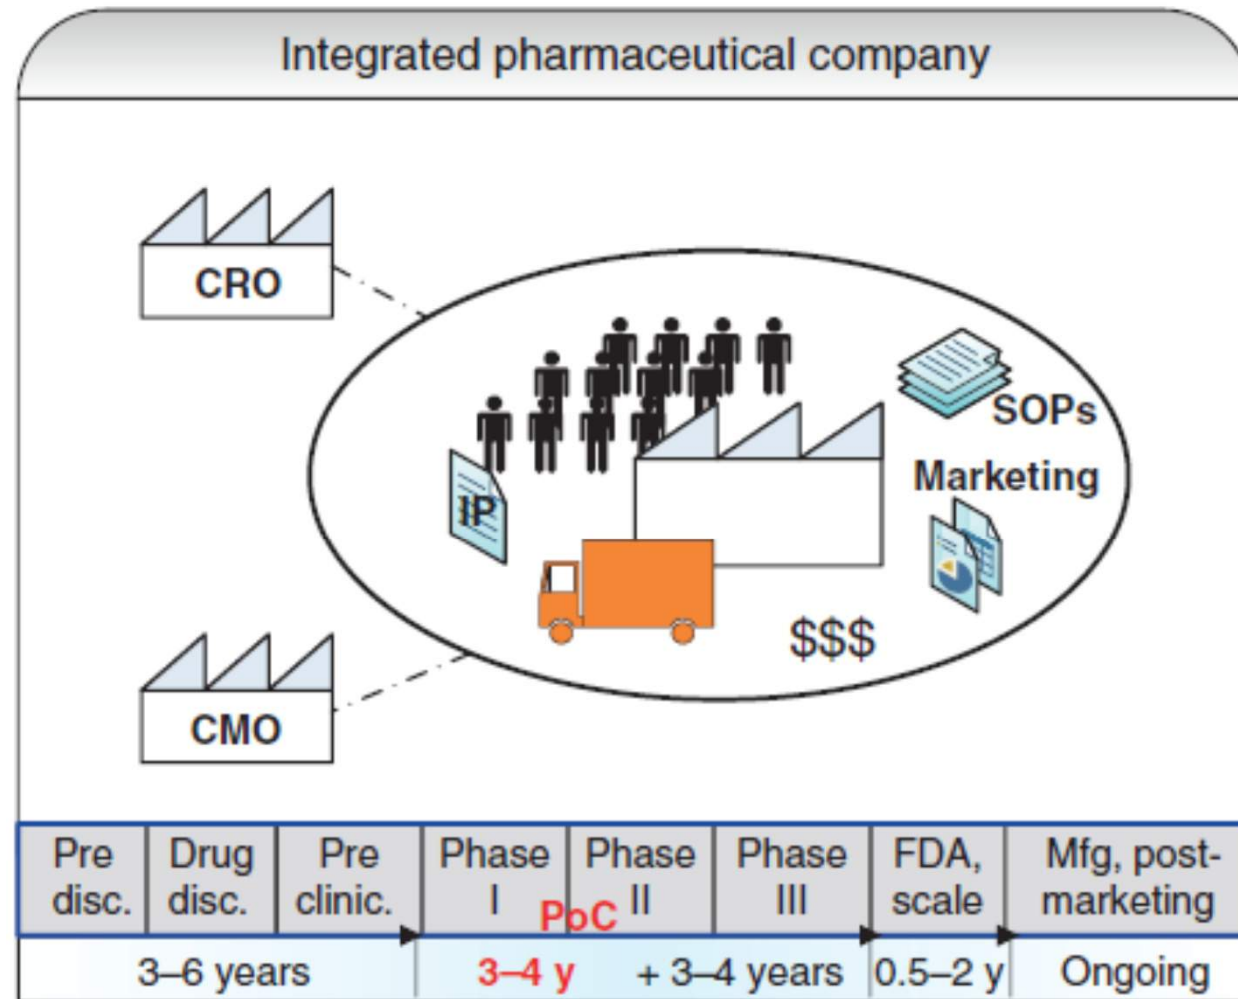 Integrated pharmaceutical company
CRO
SOPs
Marketing
IP
$$$
CMO
Pre disc.
Drug disc.
Pre clinic.
Phase I
PoC
Phase II
Phase III
FDA, scale
Mfg, post-marketing
3–6 years
3–4 y
+ 3–4 years
0.5–2 y
Ongoing